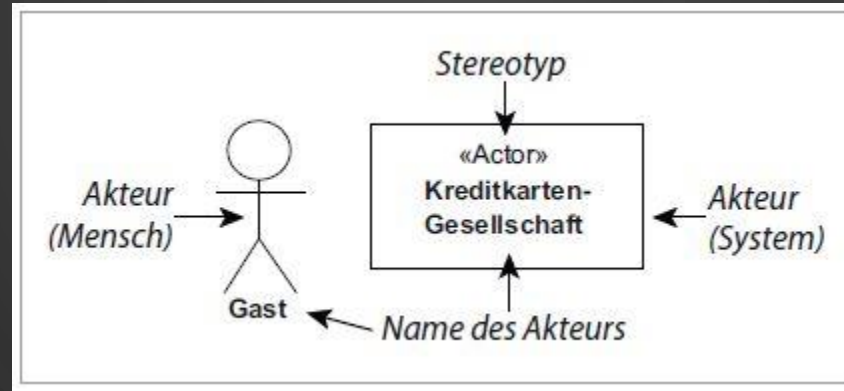 Stereotyp
«Actor»
Kreditkarten-
Gesellschaft
Akteur
(Mensch)
Akteur
(System)
Gast
Name des Akteurs